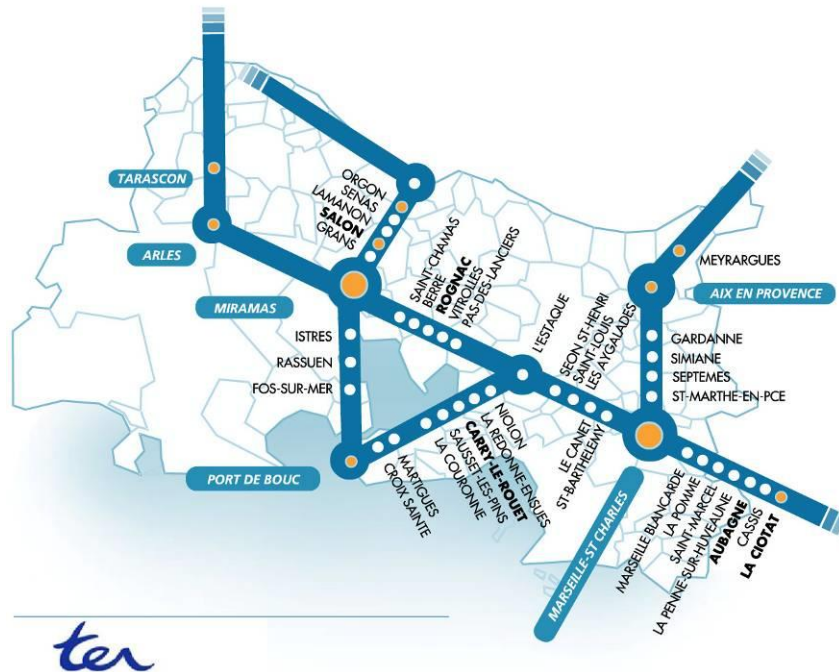 TARASCON
ARLES
ORGON
SENAS
LAMANON
SALON
GRANS
MIRAMAS
SAINT-CHAMAS
BERRE
ROGNAC
VITROLLES
PAS-DES-LANCIERS
L'ESTAQUE
SEON ST-HENRI
SAINT-LOUIS
LES AYGALADES
MEYRARGUES
AIX EN PROVENCE
GARDANNE
SIMIANE
SEPTEMES
ST-MARTHE-EN-PCE
ISTRES
RASSUEN
FOS-SUR-MER
PORT DE BOUC
MARTIGUES
CROIX SAINTE
NIOLON
LA REDONNE-ENSUES
CARRY-LE-ROUET
SAUSSET-LES-PINS
LA COURONNE
LE CANET
ST-BARTHELEMY
MARSEILLE-ST CHARLES
MARSEILLE BLANCARDE
LA POMME
SAINT-MARCEL
LA PENNE-SUR-HUVEAUNE
AUBAGNE
CASSIS
LA CIOTAT
ter